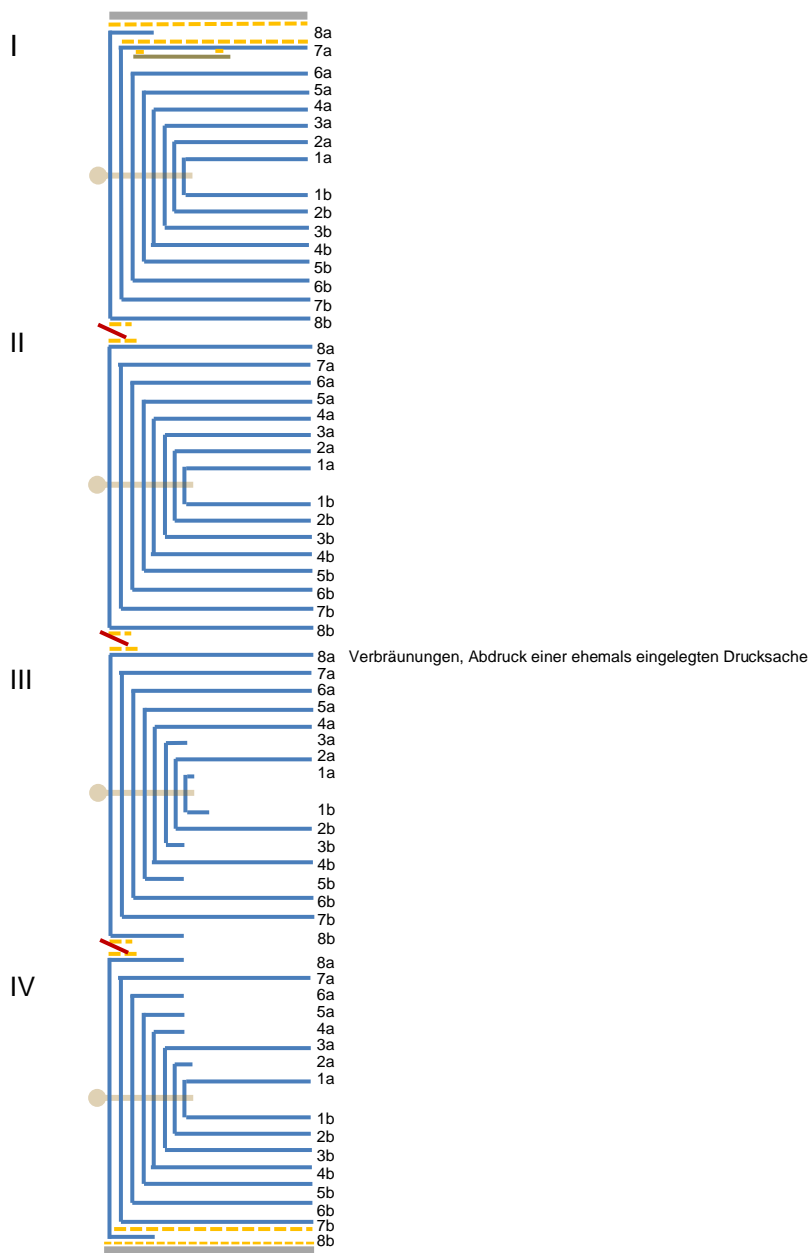 I
8a
7a
6a
5a
4a
3a
2a
1a
1b
2b
3b
4b
5b
6b
7b
8b
II
8a
7a
6a
5a
4a
3a
2a
1a
1b
2b
3b
4b
5b
6b
7b
8b
III
8a Verbräunungen, Abdruck einer ehemals eingelegten Drucksache
7a
6a
5a
4a
3a
2a
1a
1b
2b
3b
4b
5b
6b
7b
8b
IV
8a
7a
6a
5a
4a
3a
2a
1a
1b
2b
3b
4b
5b
6b
7b
8b